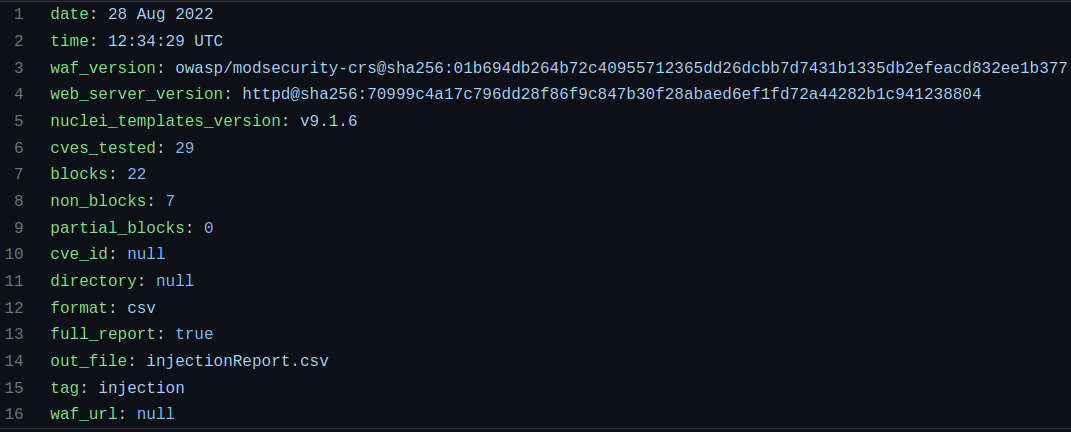 1 date: 28 Aug 2022
2 time: 12:34:29 UTC
3 waf_version: owasp/modsecurity-crs@sha256:01b694db264b72c40955712365dd26dcbb7d7431b1335db2efeacd832ee1b377
4 web_server_version: httpd@sha256:70999c4a17c796dd28f86f9c847b30f28abaed6ef1fd72a44282b1c941238804
5 nuclei_templates_version: v9.1.6
6 cves_tested: 29
7 blocks: 22
8 non_blocks: 7
9 partial_blocks: 0
10 cve_id: null
11 directory: null
12 format: csv
13 full_report: true
14 out_file: injectionReport.csv
15 tag: injection
16 waf_url: null